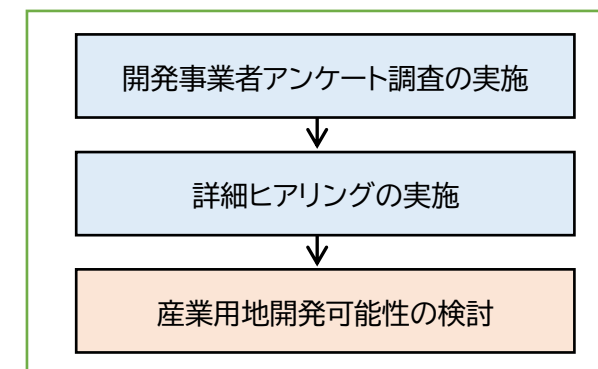 開発事業者アンケート調査の実施
詳細ヒアリングの実施
産業用地開発可能性の検討